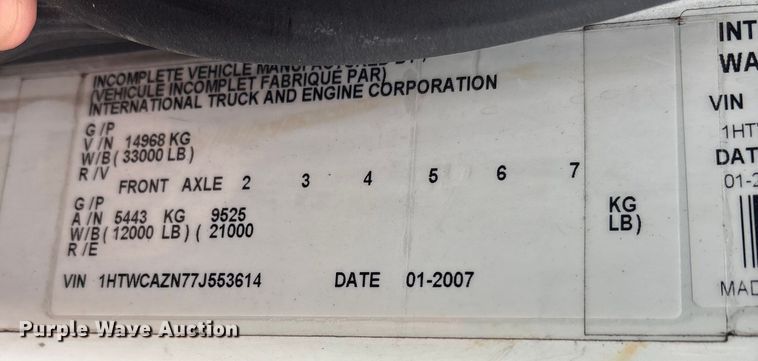 INCOMPLETE VEHICLE MANUFACTURED BY/
(VEHICULE INCOMPLET FABRIQUE PAR)
INTERNATIONAL TRUCK AND ENGINE CORPORATION
G/P
V/N 14968 KG
W/B (33000 LB)
R/V
FRONT AXLE 2 3 4 5 6 7
G/P
A/N 5443 KG 9525 KG
W/B (12000 LB) ( 21000 LB)
R/E
VIN 1HTWCAZN77J553614 DATE 01-2007
INT
WA
VIN
1HTW
DAT
01-2
MAD
Purple Wave Auction